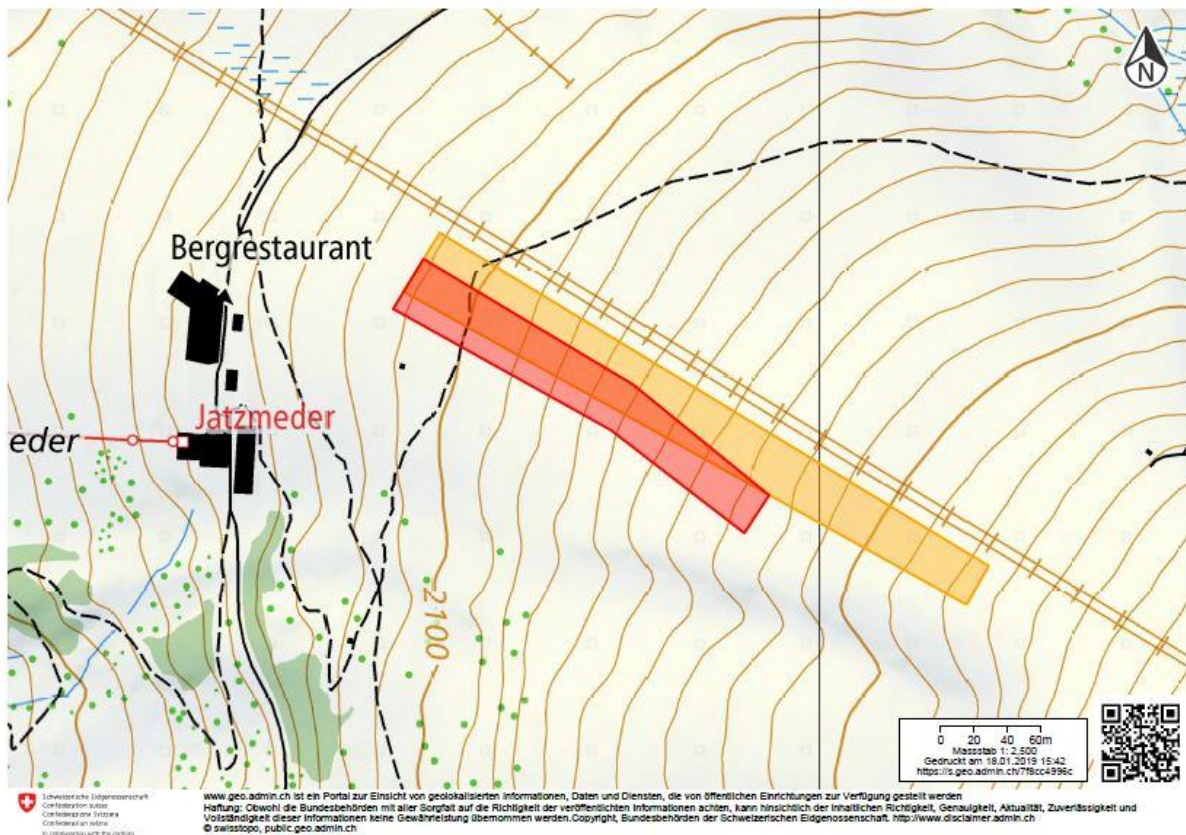 N
Bergrestaurant
Jatzmeder
eder
2100
0 20 40 60m
Massstab 1: 2,500
Gedruckt am 18.01.2019 15:42
https://s.geo.admin.ch/7f8cc4996c
Schweizerische Eidgenossenschaft
Confédération suisse
Confederazione Svizzera
Confederaziun svizra
In collaboration with the cantons
www.geo.admin.ch ist ein Portal zur Einsicht von geolokalisierten Informationen, Daten und Diensten, die von öffentlichen Einrichtungen zur Verfügung gestellt werden
Haftung: Obwohl die Bundesbehörden mit aller Sorgfalt auf die Richtigkeit der veröffentlichten Informationen achten, kann hinsichtlich der inhaltlichen Richtigkeit, Genauigkeit, Aktualität, Zuverlässigkeit und
Vollständigkeit dieser Informationen keine Gewährleistung übernommen werden.Copyright, Bundesbehörden der Schweizerischen Eidgenossenschaft. http://www.disclaimer.admin.ch
© swisstopo, public.geo.admin.ch